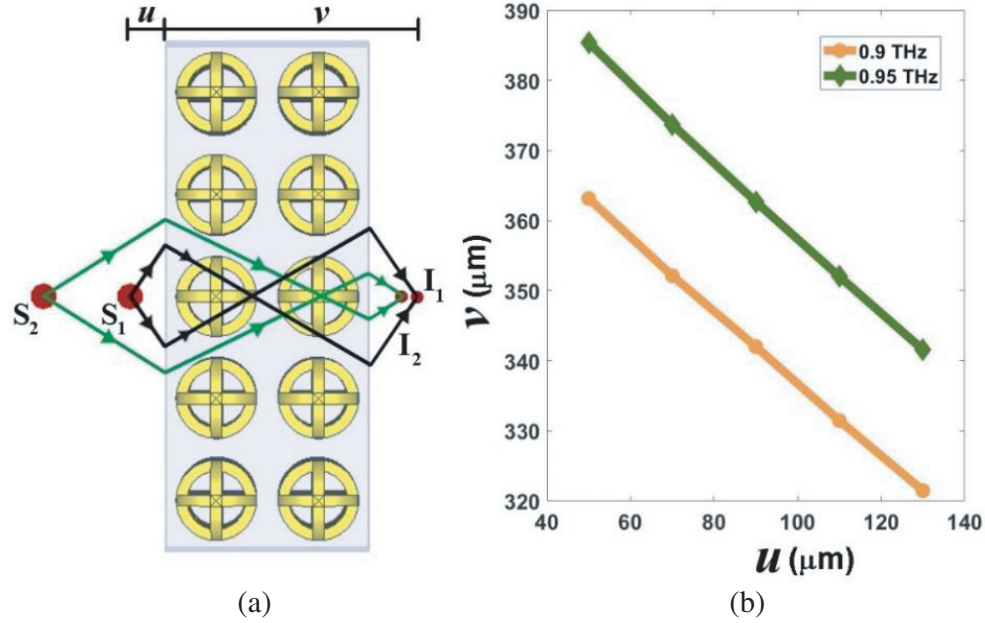 u
v
S₂
S₁
I₁
I₂
(a)
390
380
370
360
350
340
330
320
v (μm)
0.9 THz
0.95 THz
40 60 80 100 120 140
u (μm)
(b)